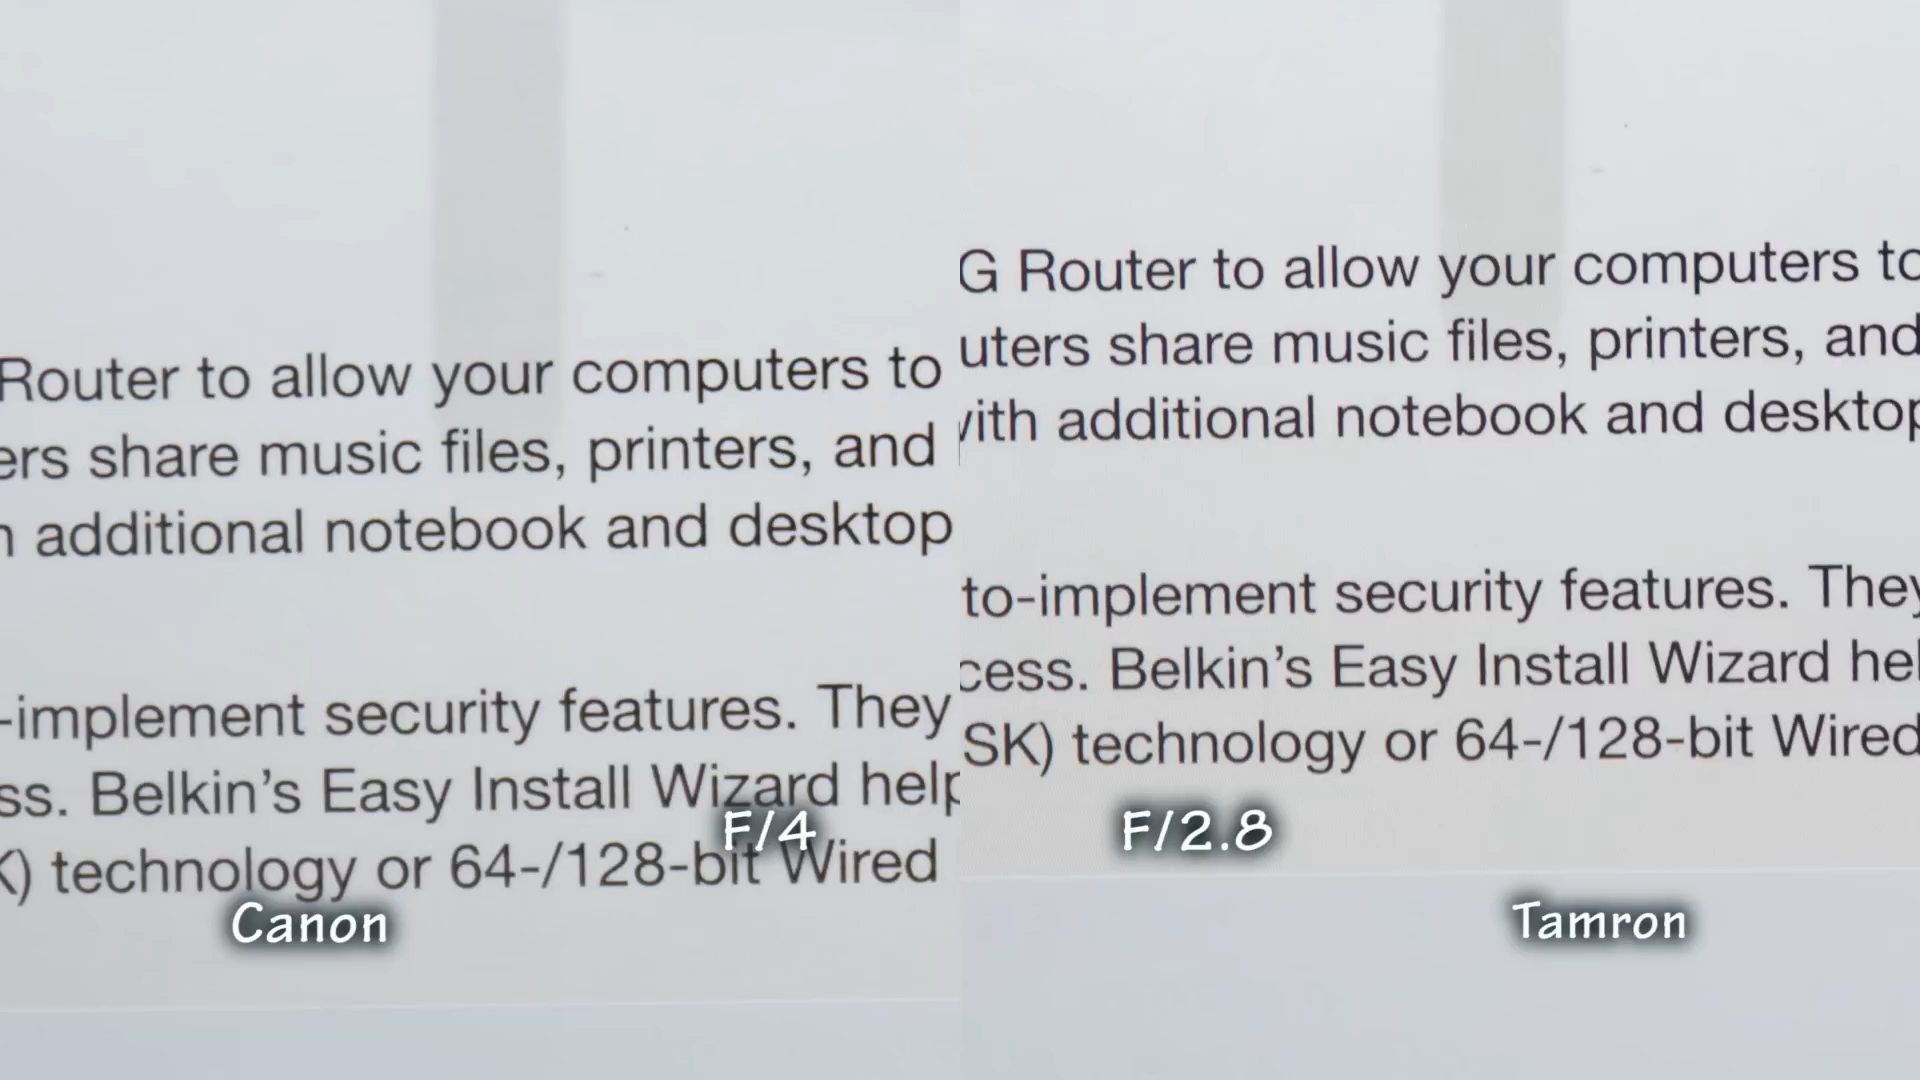 Router to allow your computers to
ers share music files, printers, and
additional notebook and desktop
-implement security features. They
ss. Belkin's Easy Install Wizard help
K) technology or 64-/128-bit Wired
F/4
Canon
G Router to allow your computers to
uters share music files, printers, and
with additional notebook and desktop
to-implement security features. They
cess. Belkin's Easy Install Wizard hel
SK) technology or 64-/128-bit Wired
F/2.8
Tamron